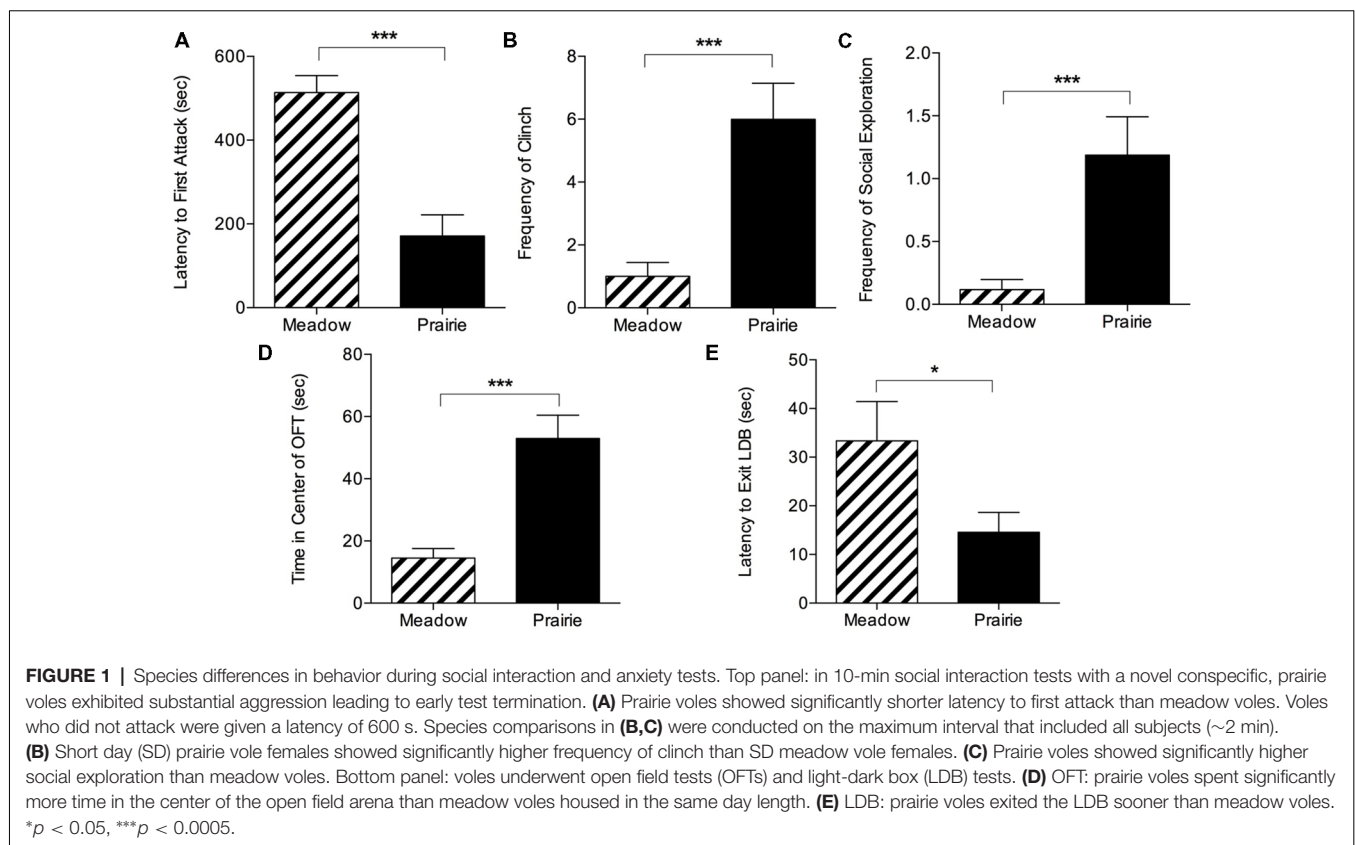 A
***
Latency to First Attack (sec)
600
400
200
0
Meadow
Prairie
B
***
Frequency of Clinch
8
6
4
2
0
Meadow
Prairie
C
***
Frequency of Social Exploration
2.0
1.5
1.0
0.5
0.0
Meadow
Prairie
D
***
Time in Center of OFT (sec)
80
60
40
20
0
Meadow
Prairie
E
*
Latency to Exit LDB (sec)
50
40
30
20
10
0
Meadow
Prairie
FIGURE 1 | Species differences in behavior during social interaction and anxiety tests. Top panel: in 10-min social interaction tests with a novel conspecific, prairie
voles exhibited substantial aggression leading to early test termination. (A) Prairie voles showed significantly shorter latency to first attack than meadow voles. Voles
who did not attack were given a latency of 600 s. Species comparisons in (B,C) were conducted on the maximum interval that included all subjects (~2 min).
(B) Short day (SD) prairie vole females showed significantly higher frequency of clinch than SD meadow vole females. (C) Prairie voles showed significantly higher
social exploration than meadow voles. Bottom panel: voles underwent open field tests (OFTs) and light-dark box (LDB) tests. (D) OFT: prairie voles spent significantly
more time in the center of the open field arena than meadow voles housed in the same day length. (E) LDB: prairie voles exited the LDB sooner than meadow voles.
*p < 0.05, ***p < 0.0005.